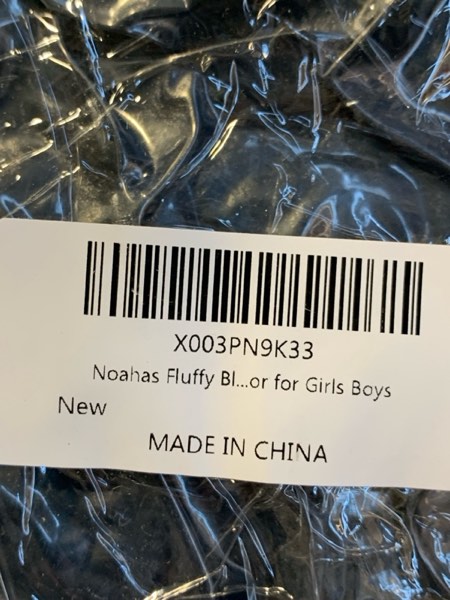 X003PN9K33
Noahas Fluffy Bl...or for Girls Boys
New
MADE IN CHINA